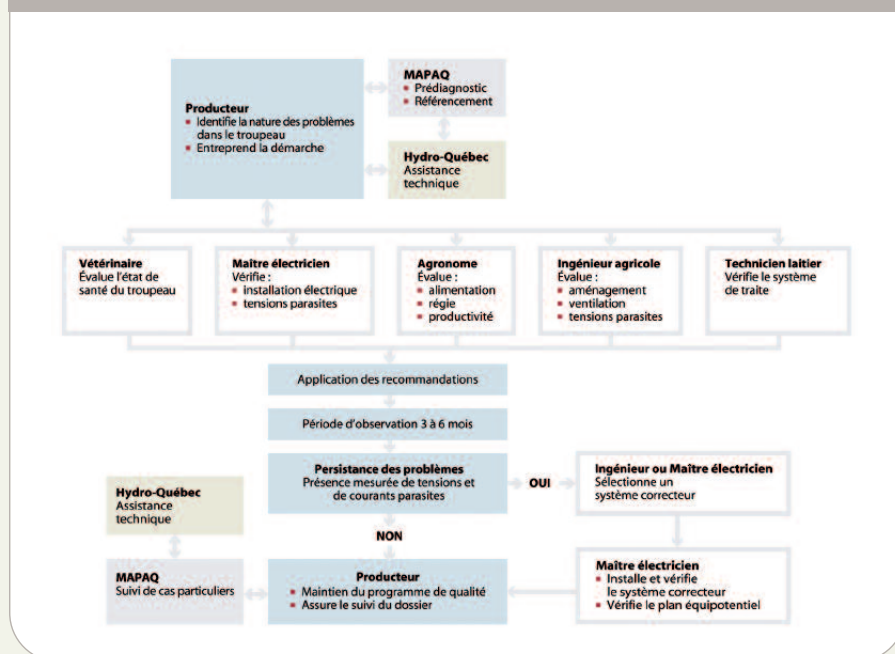 Producteur
▪ Identifie la nature des problèmes
dans le troupeau
▪ Entreprend la démarche
MAPAQ
▪ Prédiagnostic
▪ Référencement
Hydro-Québec
Assistance
technique
Vétérinaire
Évalue l'état de
santé du troupeau
Maître électricien
Vérifie :
▪ installation électrique
▪ tensions parasites
Agronome
Évalue :
▪ alimentation
▪ régie
▪ productivité
Ingénieur agricole
Évalue :
▪ aménagement
▪ ventilation
▪ tensions parasites
Technicien laitier
Vérifie le système
de traite
Application des recommandations
Période d'observation 3 à 6 mois
Persistance des problèmes
Présence mesurée de tensions et
de courants parasites
OUI
Ingénieur ou Maître électricien
Sélectionne un
système correcteur
NON
Hydro-Québec
Assistance
technique
MAPAQ
Suivi de cas particuliers
Producteur
▪ Maintien du programme de qualité
▪ Assure le suivi du dossier
Maître électricien
▪ Installe et vérifie
le système correcteur
▪ Vérifie le plan équipotentiel